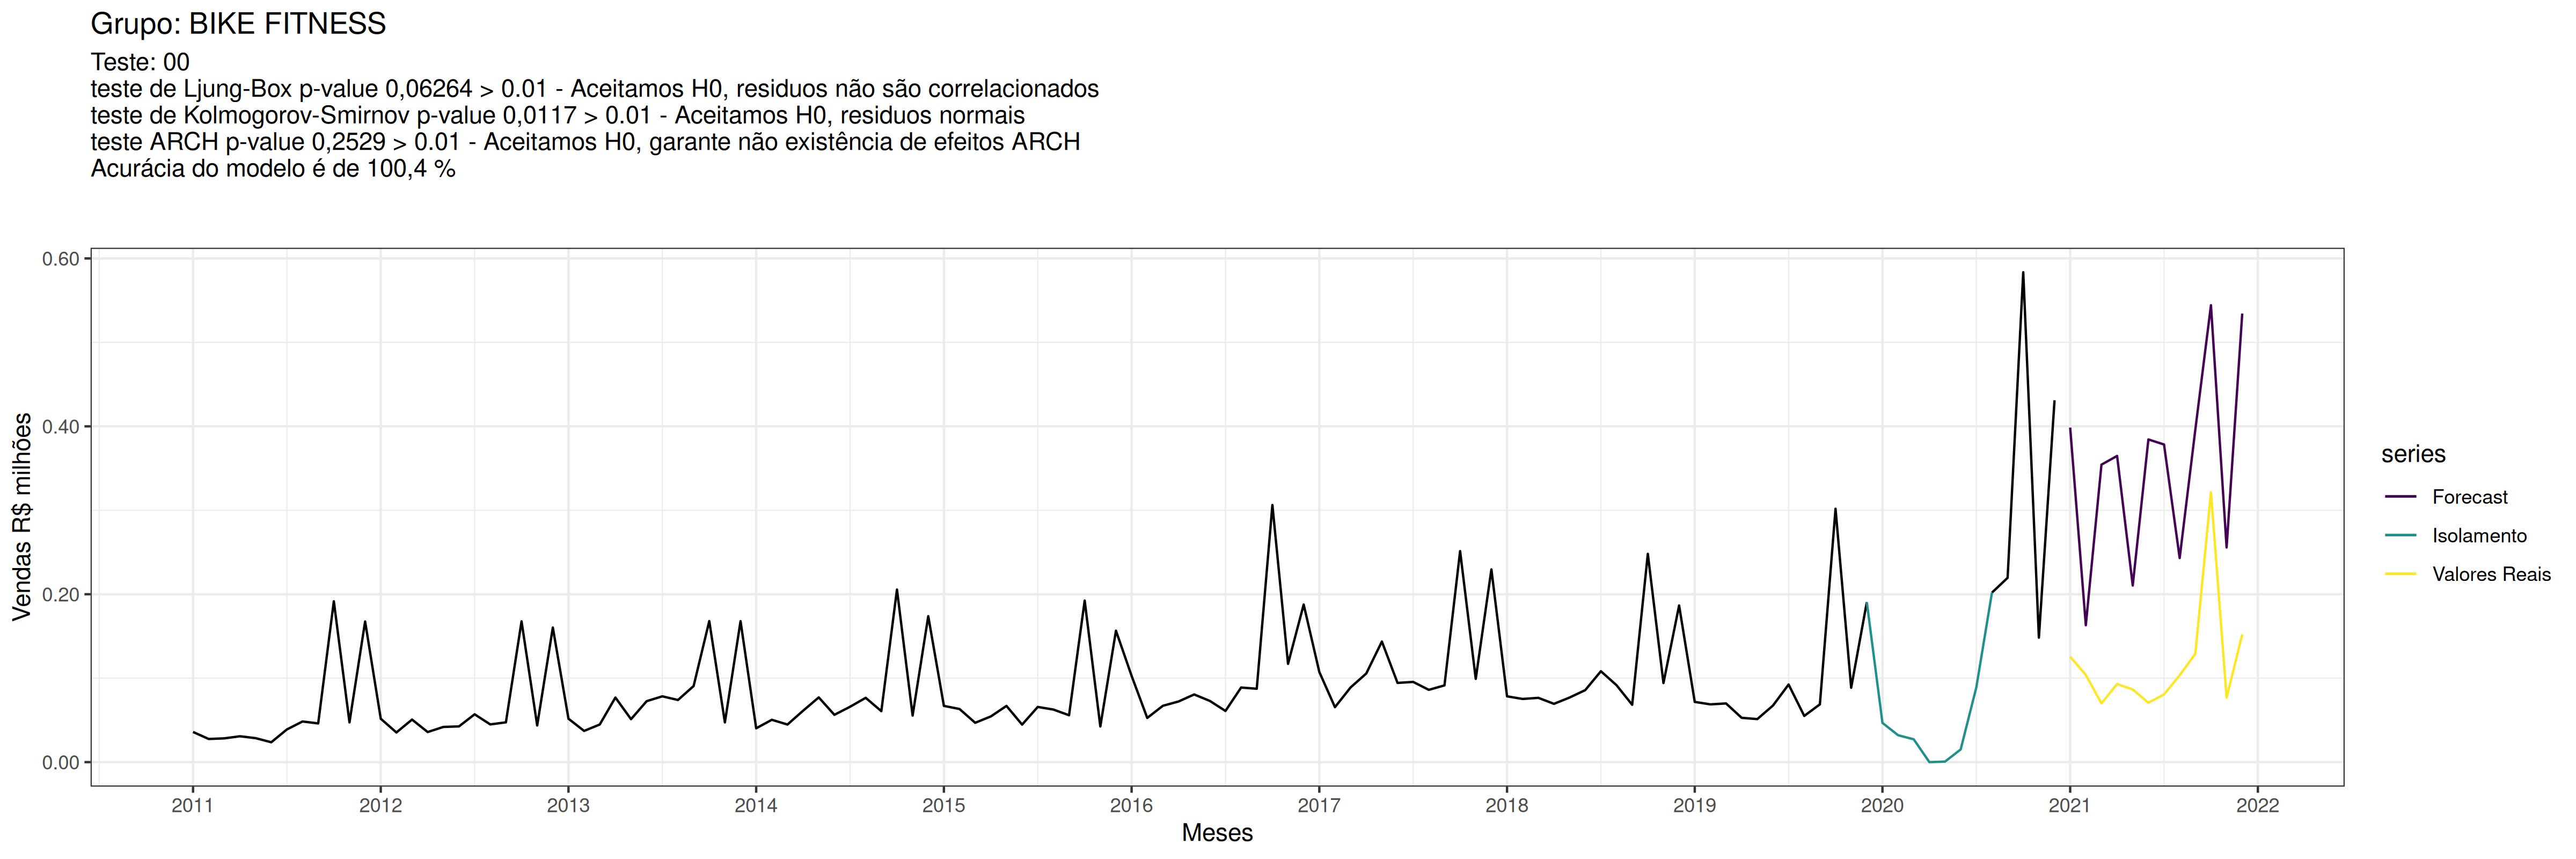 Grupo: BIKE FITNESS
Teste: 00
teste de Ljung-Box p-value 0,06264 > 0.01 - Aceitamos H0, residuos não são correlacionados
teste de Kolmogorov-Smirnov p-value 0,0117 > 0.01 - Aceitamos H0, residuos normais
teste ARCH p-value 0,2529 > 0.01 - Aceitamos H0, garante não existência de efeitos ARCH
Acurácia do modelo é de 100,4 %
Vendas R$ milhões
0.60
0.40
0.20
0.00
2011 2012 2013 2014 2015 2016 2017 2018 2019 2020 2021 2022
Meses
series
Forecast
Isolamento
Valores Reais